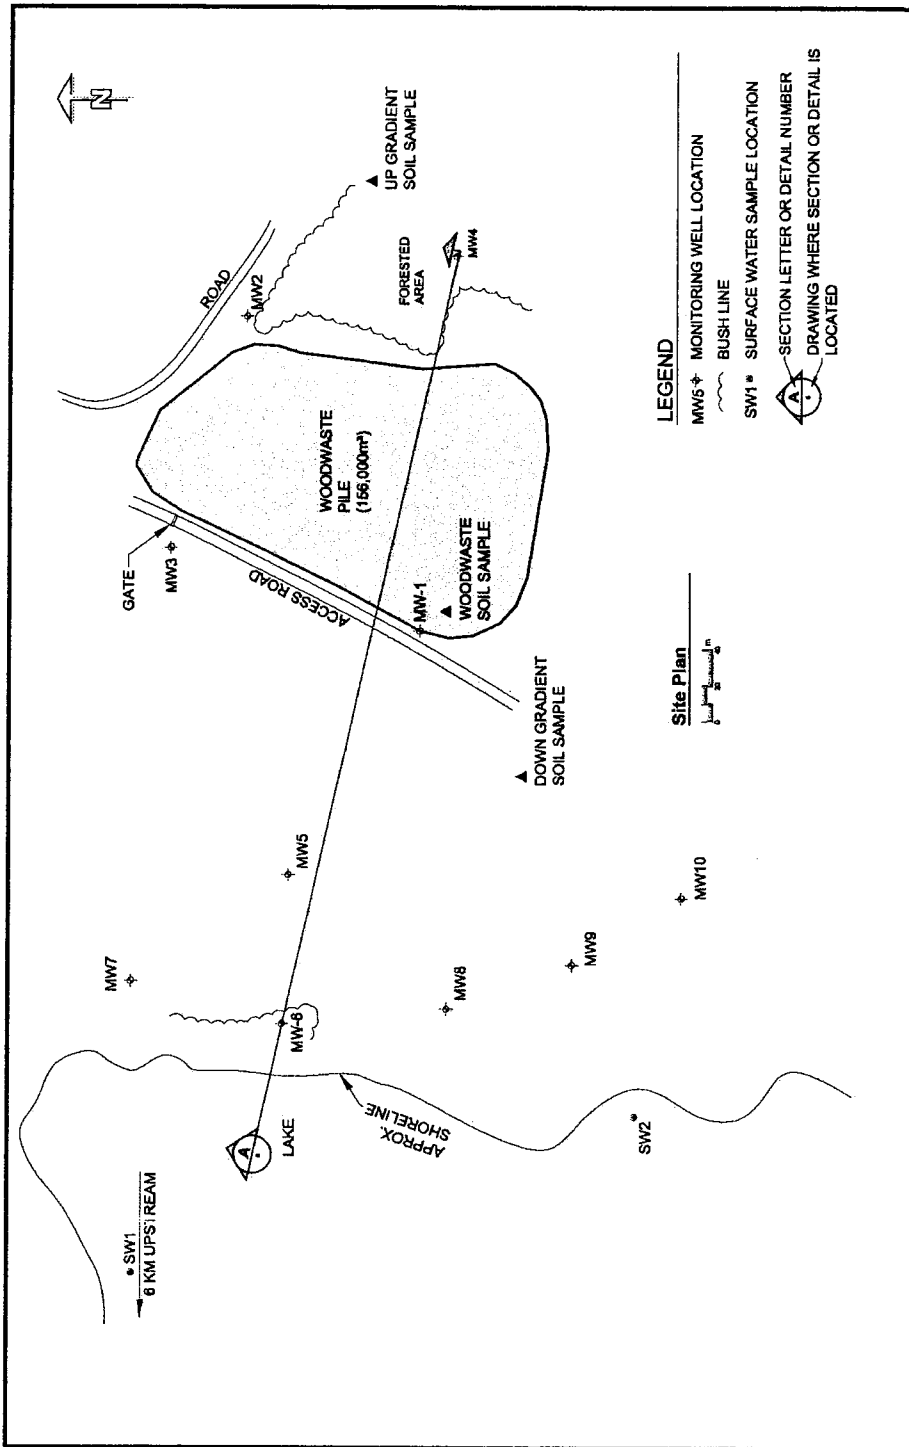 N
ROAD
MW2
UP GRADIENT
SOIL SAMPLE
FORESTED
AREA
MW4
GATE
MW3
ACCESS ROAD
WOODWASTE
PILE
(156,000m³)
MW-1
WOODWASTE
SOIL SAMPLE
DOWN GRADIENT
SOIL SAMPLE
MW5
MW7
MW-6
MW8
MW9
MW10
A
LAKE
APPROX.
SHORELINE
SW1
6 KM UPSTREAM
SW2
Site Plan
0 20 40 m
LEGEND
MW5 MONITORING WELL LOCATION
BUSH LINE
SW1 SURFACE WATER SAMPLE LOCATION
A SECTION LETTER OR DETAIL NUMBER
DRAWING WHERE SECTION OR DETAIL IS
LOCATED